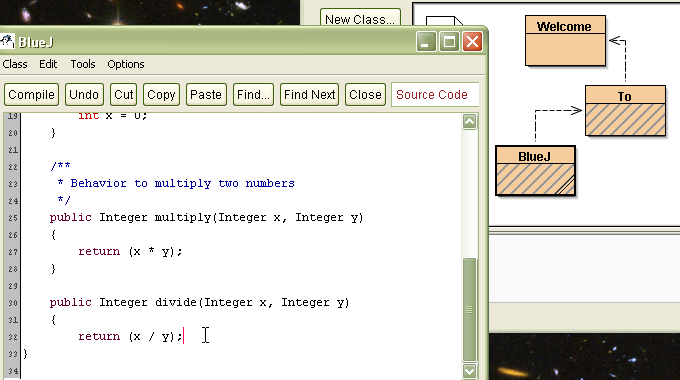 New Class...
Welcome
To
BlueJ
BlueJ
Class Edit Tools Options
Compile Undo Cut Copy Paste Find... Find Next Close Source Code
19 int x = 0;
20 }
21
22 /**
23 * Behavior to multiply two numbers
24 */
25 public Integer multiply(Integer x, Integer y)
26 {
27 return (x * y);
28 }
29
30 public Integer divide(Integer x, Integer y)
31 {
32 return (x / y);
33 }
34